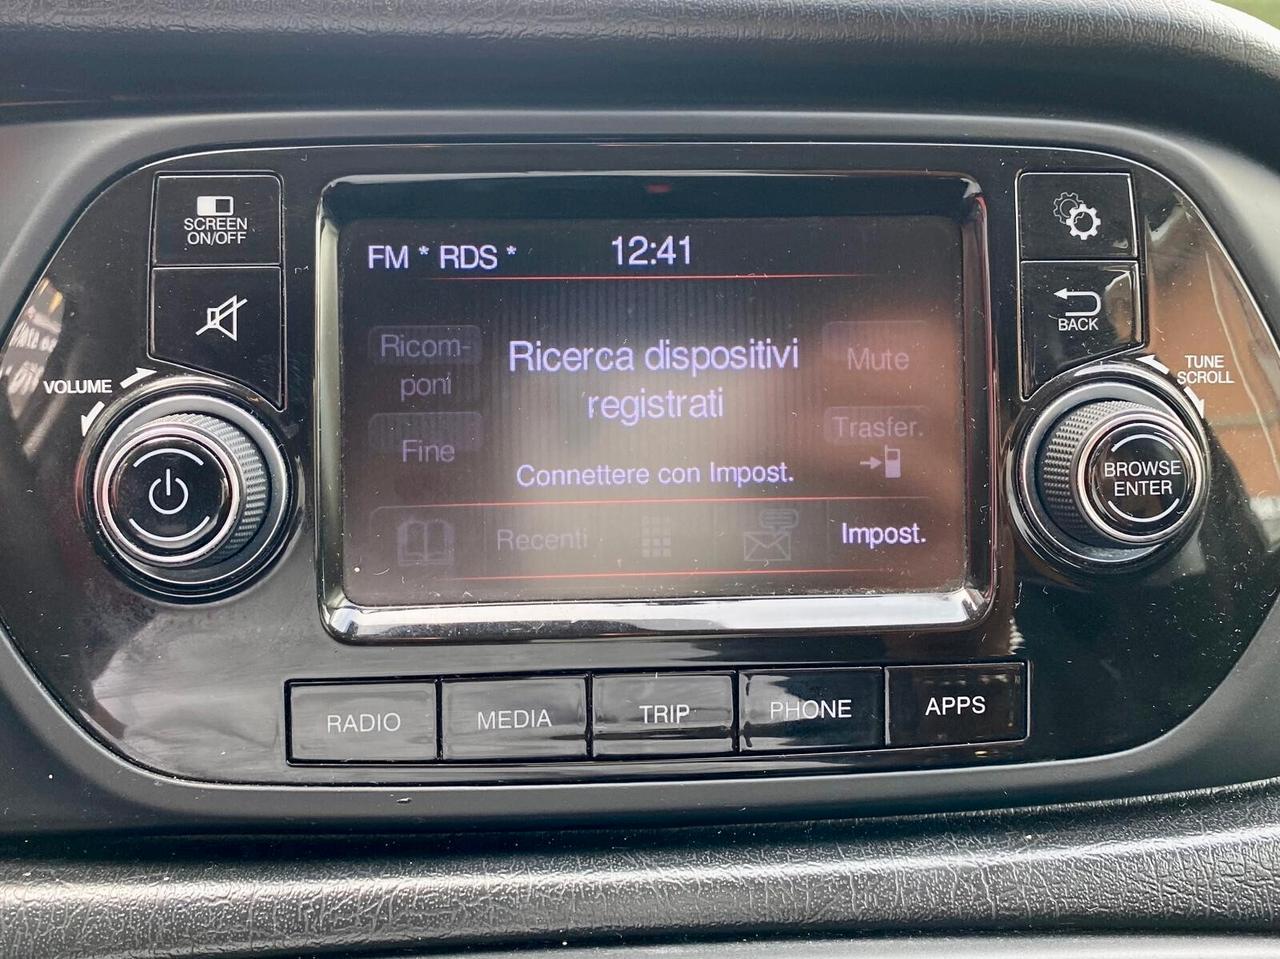 SCREEN
ON/OFF
VOLUME
FM * RDS * 12:41
Ricom-
poni
Fine
Ricerca dispositivi
registrati
Connettere con Impost.
Mute
Trasfer.
Recenti
Impost.
BACK
TUNE
SCROLL
BROWSE
ENTER
RADIO
MEDIA
TRIP
PHONE
APPS